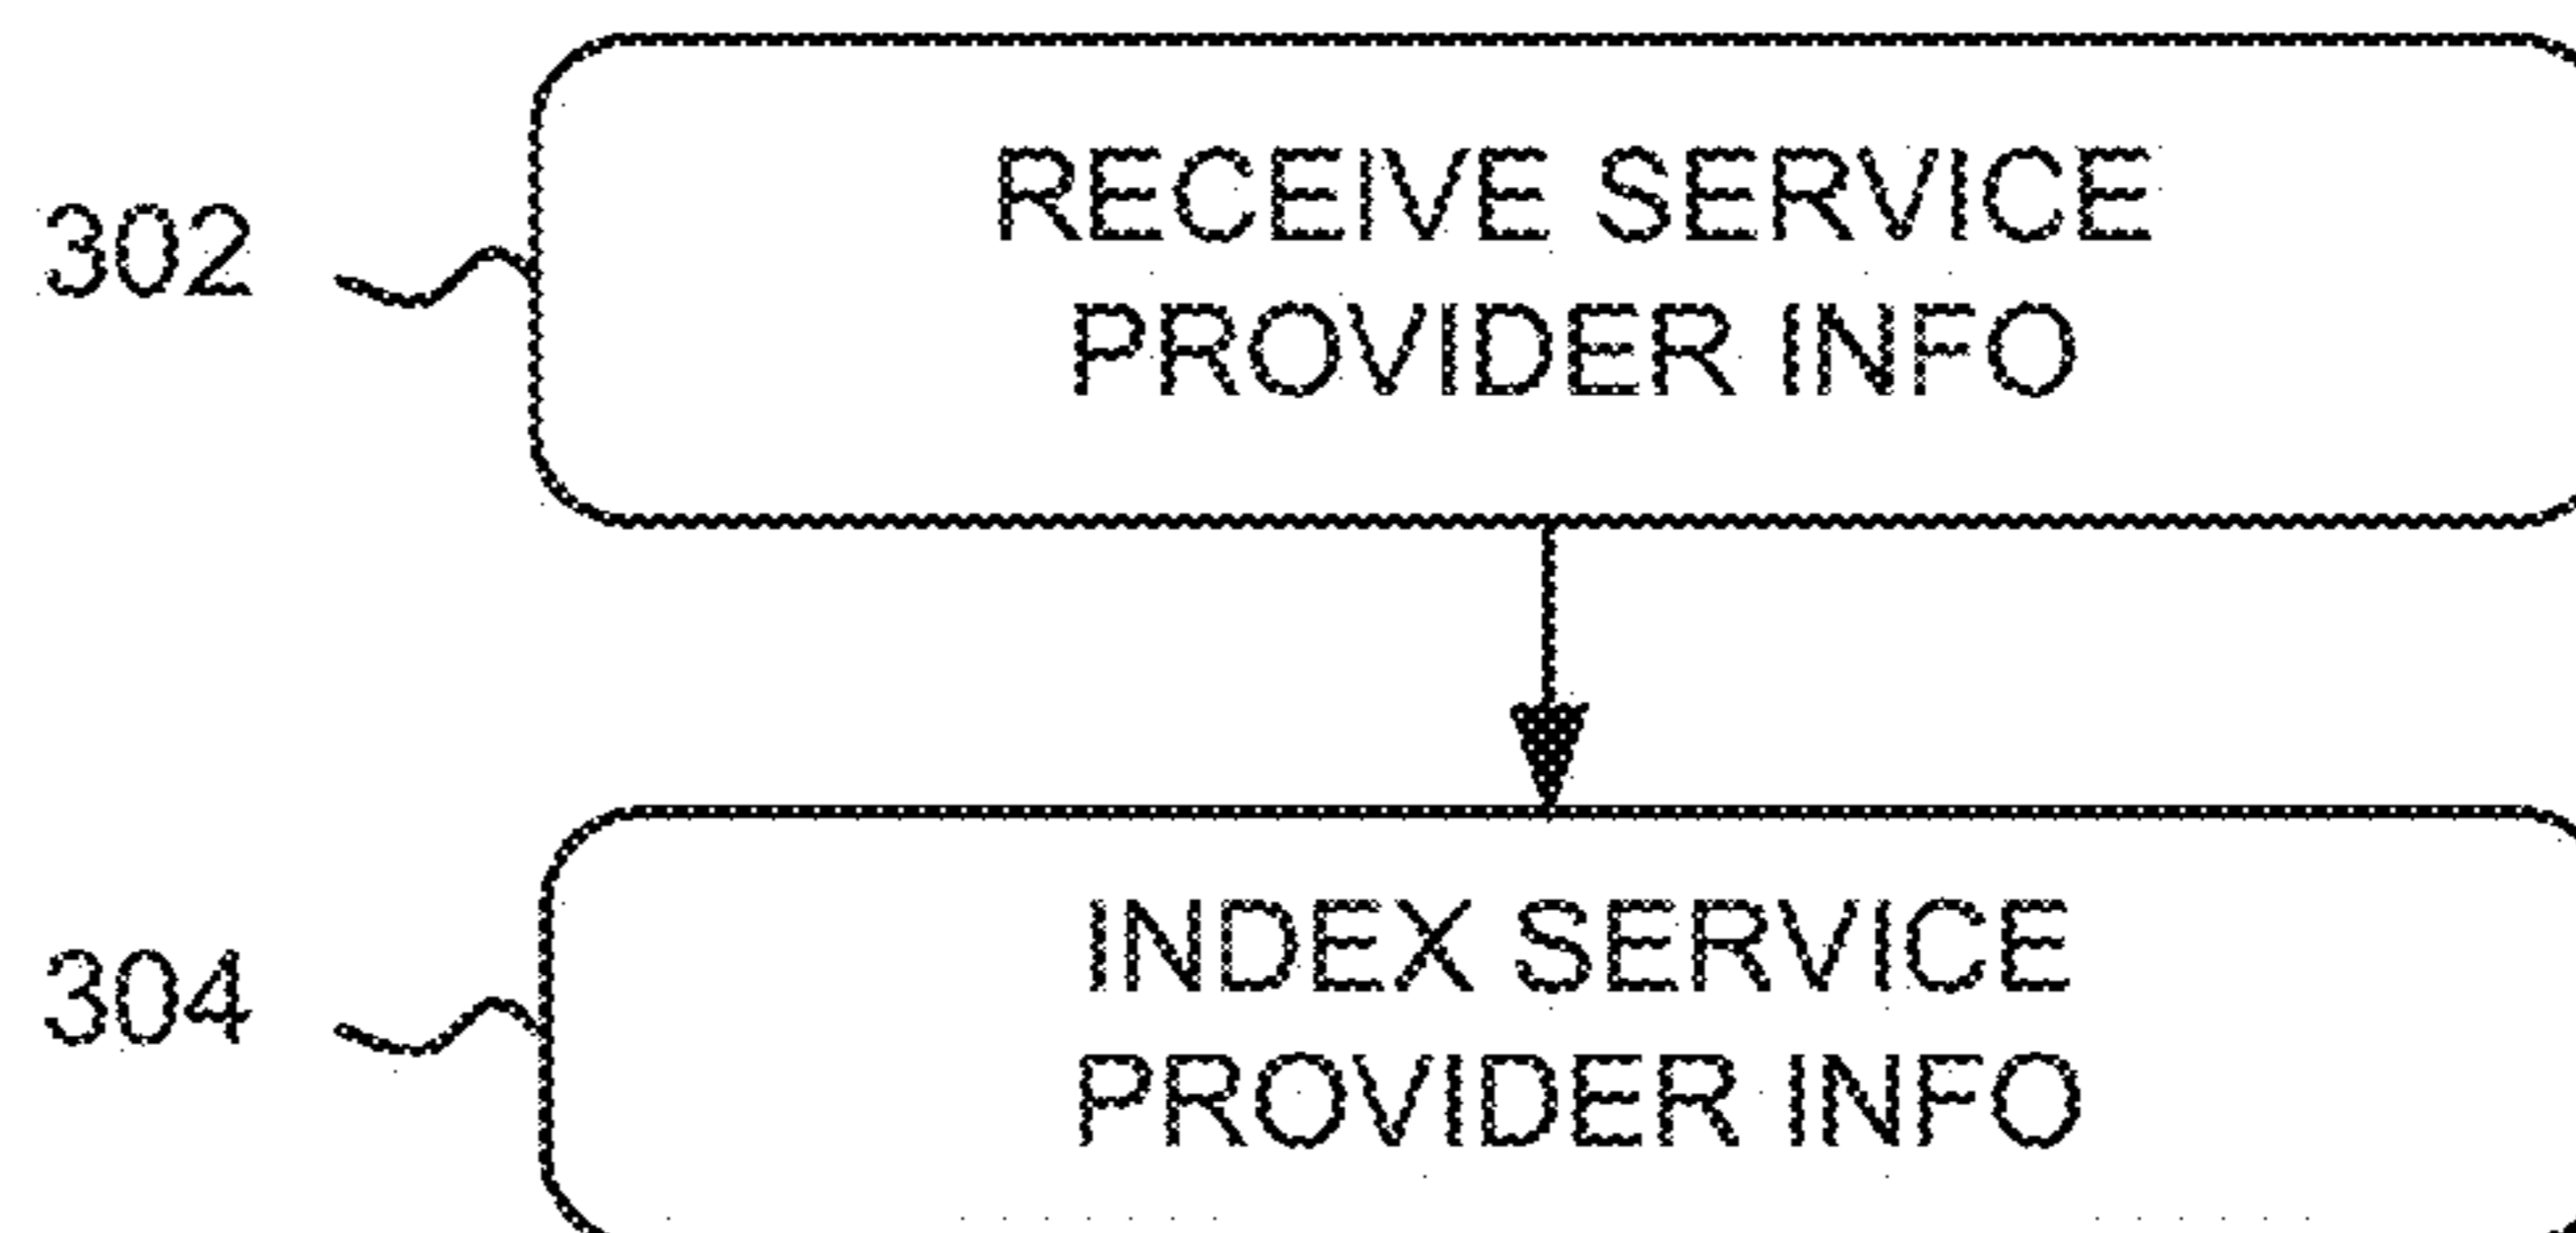 302
RECEIVE SERVICE
PROVIDER INFO
304
INDEX SERVICE
PROVIDER INFO